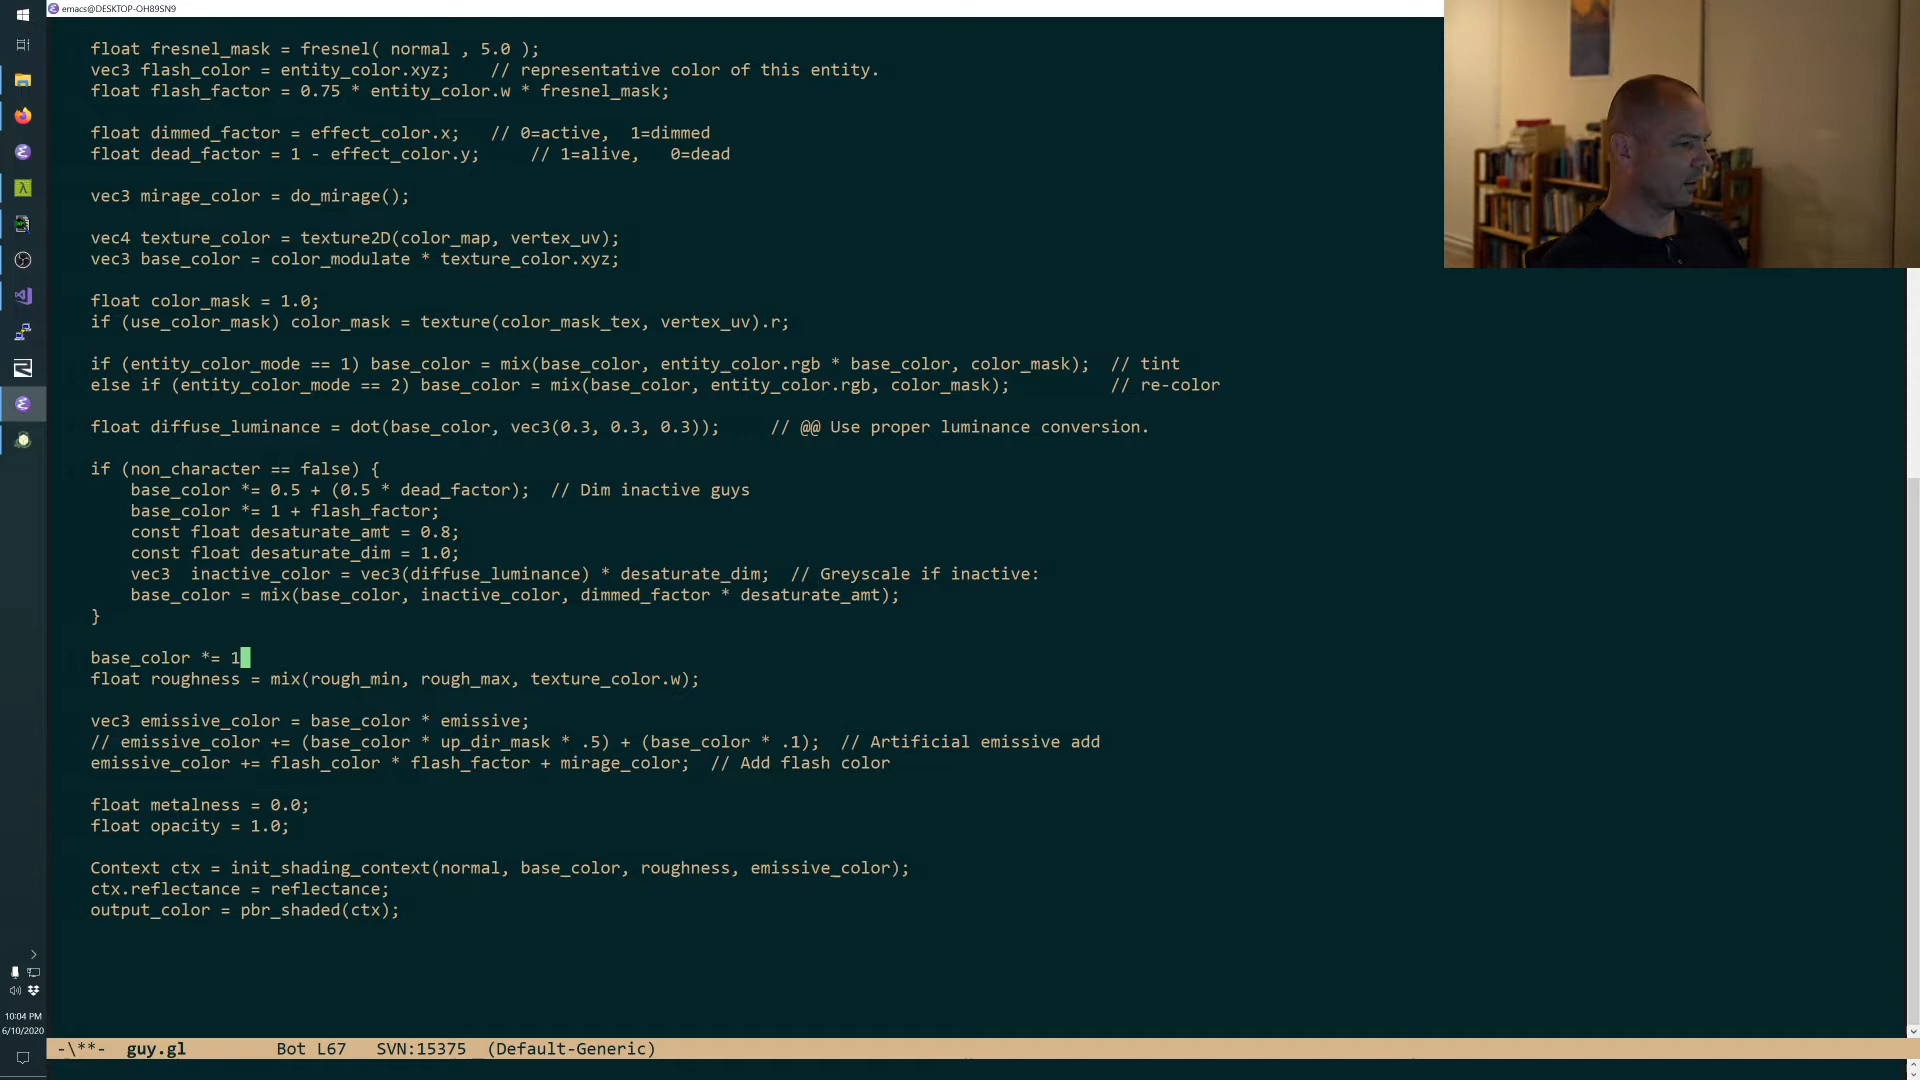 emacs@DESKTOP-OH89SN9
float fresnel_mask = fresnel( normal , 5.0 );
vec3 flash_color = entity_color.xyz;   // representative color of this entity.
float flash_factor = 0.75 * entity_color.w * fresnel_mask;
float dimmed_factor = effect_color.x;   // 0=active,  1=dimmed
float dead_factor = 1 - effect_color.y;     // 1=alive,   0=dead
vec3 mirage_color = do_mirage();
vec4 texture_color = texture2D(color_map, vertex_uv);
vec3 base_color = color_modulate * texture_color.xyz;
float color_mask = 1.0;
if (use_color_mask) color_mask = texture(color_mask_tex, vertex_uv).r;
if (entity_color_mode == 1) base_color = mix(base_color, entity_color.rgb * base_color, color_mask);  // tint
else if (entity_color_mode == 2) base_color = mix(base_color, entity_color.rgb, color_mask);          // re-color
float diffuse_luminance = dot(base_color, vec3(0.3, 0.3, 0.3));     // @@ Use proper luminance conversion.
if (non_character == false) {
    base_color *= 0.5 + (0.5 * dead_factor);  // Dim inactive guys
    base_color *= 1 + flash_factor;
    const float desaturate_amt = 0.8;
    const float desaturate_dim = 1.0;
    vec3  inactive_color = vec3(diffuse_luminance) * desaturate_dim;  // Greyscale if inactive:
    base_color = mix(base_color, inactive_color, dimmed_factor * desaturate_amt);
}
base_color *= 1
float roughness = mix(rough_min, rough_max, texture_color.w);
vec3 emissive_color = base_color * emissive;
// emissive_color += (base_color * up_dir_mask * .5) + (base_color * .1);  // Artificial emissive add
emissive_color += flash_color * flash_factor + mirage_color;  // Add flash color
float metalness = 0.0;
float opacity = 1.0;
Context ctx = init_shading_context(normal, base_color, roughness, emissive_color);
ctx.reflectance = reflectance;
output_color = pbr_shaded(ctx);
10:04 PM
6/10/2020
-\**-  guy.gl         Bot L67   SVN:15375  (Default-Generic)